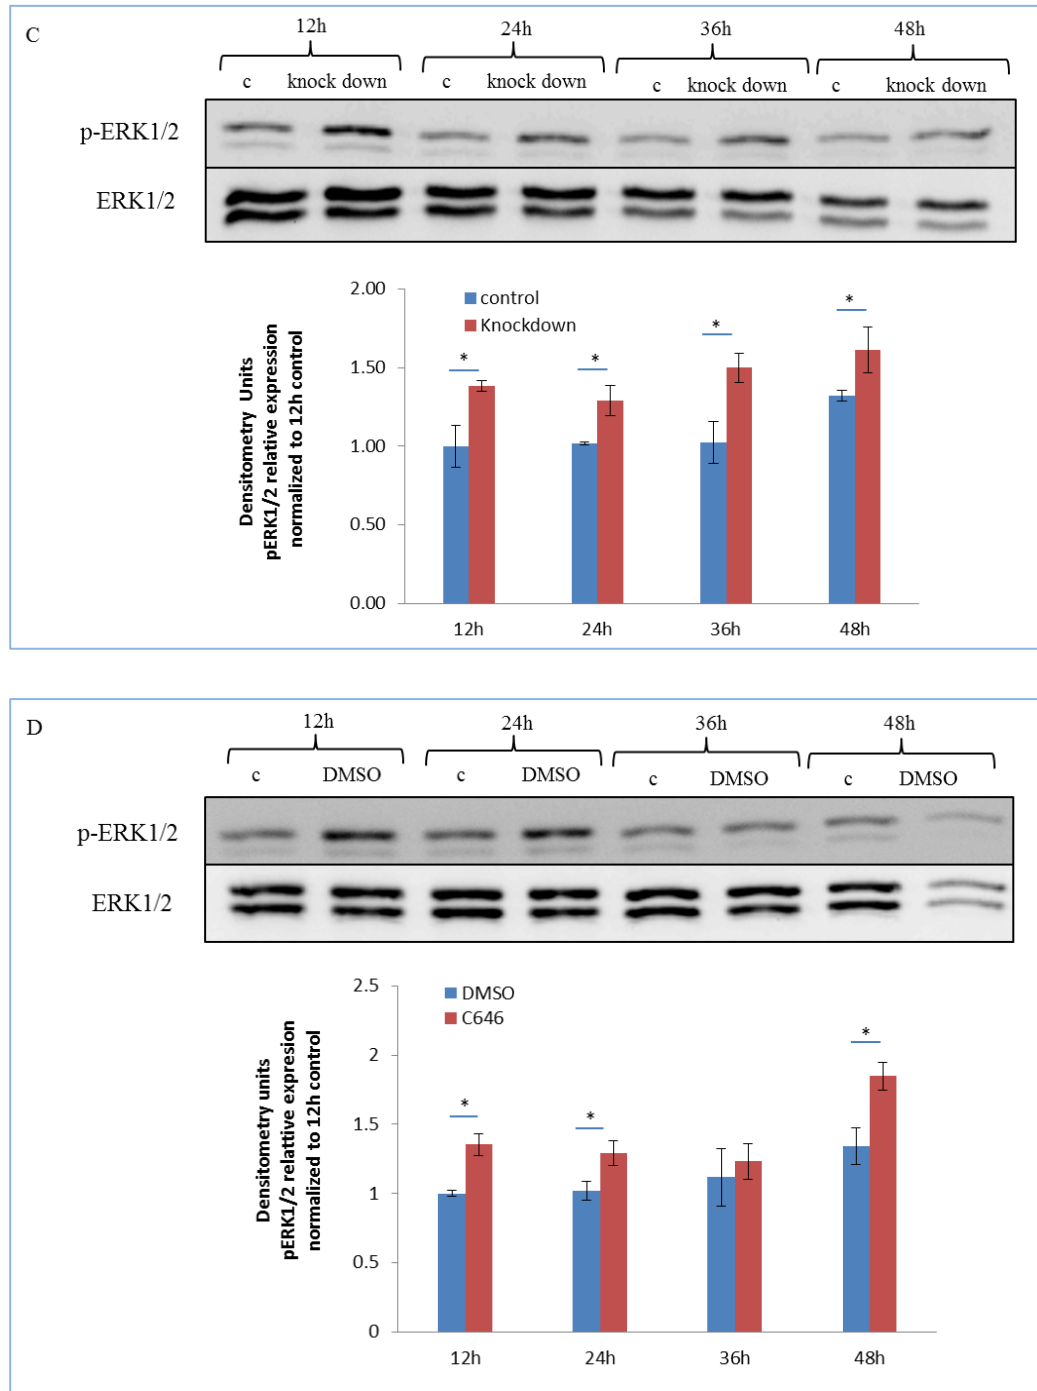 C
12h 24h 36h 48h
c knock down c knock down c knock down c knock down
p-ERK1/2
ERK1/2
Densitometry Units
pERK1/2 relative expression
normalized to 12h control
2.00
1.50
1.00
0.50
0.00
control
Knockdown
* * * *
12h 24h 36h 48h
D
12h 24h 36h 48h
c DMSO c DMSO c DMSO c DMSO
p-ERK1/2
ERK1/2
Densitometry units
pERK1/2 relative expresion
normalized to 12h control
2.5
2
1.5
1
0.5
0
DMSO
C646
* * *
12h 24h 36h 48h